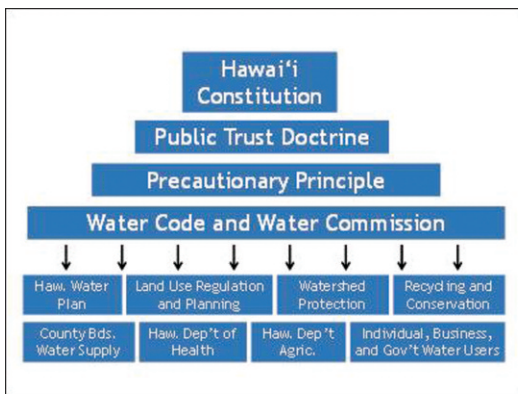 Hawai‘i
Constitution
Public Trust Doctrine
Precautionary Principle
Water Code and Water Commission
Haw. Water
Plan
Land Use Regulation
and Planning
Watershed
Protection
Recycling and
Conservation
County Bds.
Water Supply
Haw. Dep’t of
Health
Haw. Dep’t
Agric.
Individual, Business,
and Gov’t Water Users